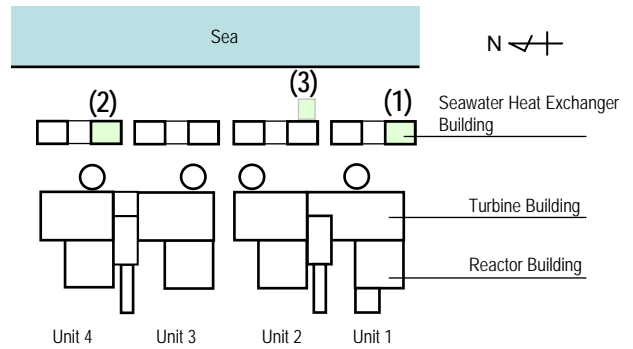 Sea
N
(3)
(2)
(1)
Seawater Heat Exchanger
Building
Turbine Building
Reactor Building
Unit 4
Unit 3
Unit 2
Unit 1